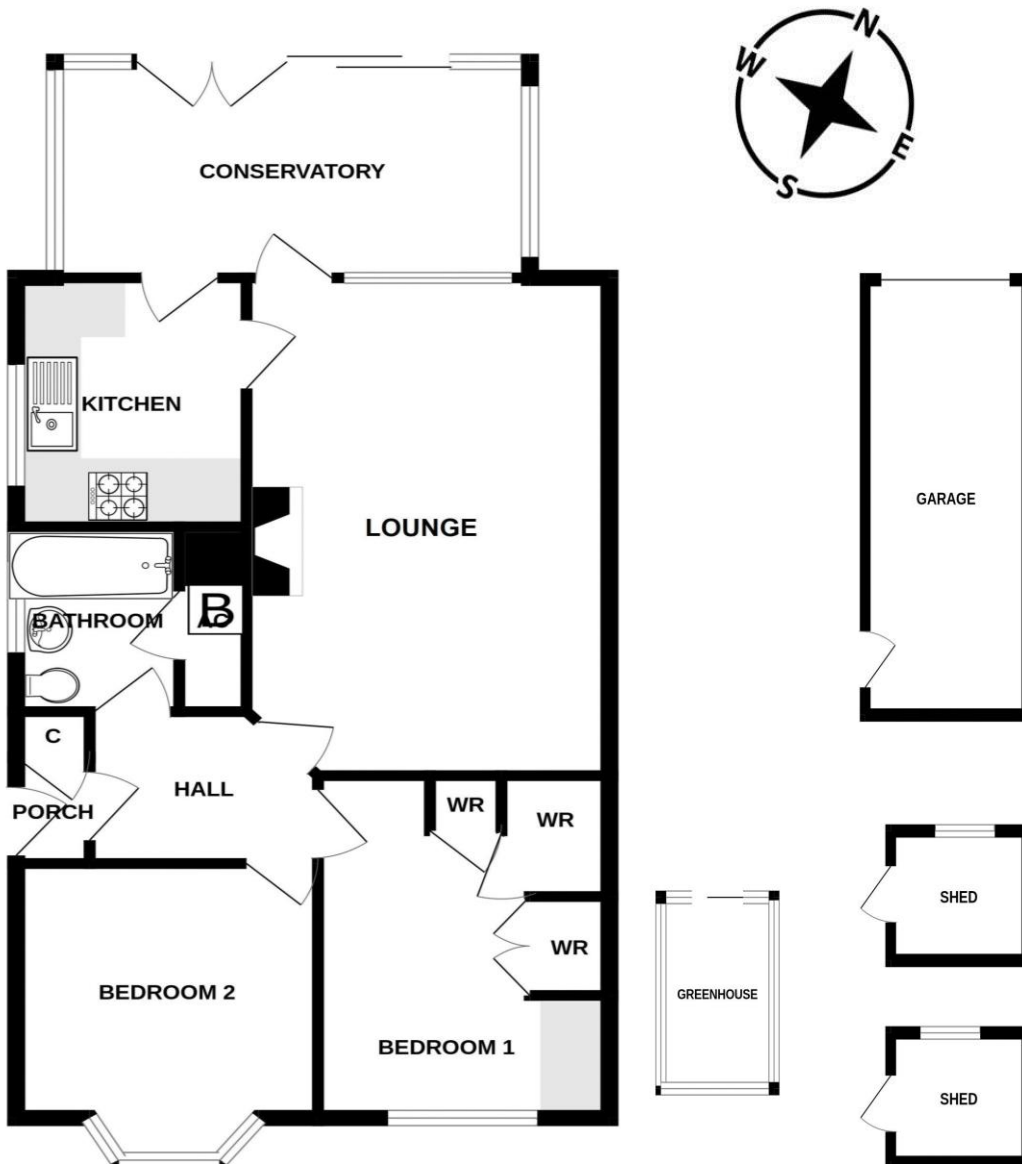 N
W
E
S
CONSERVATORY
KITCHEN
LOUNGE
GARAGE
B
AC
BATHROOM
C
HALL
PORCH
WR
WR
WR
BEDROOM 2
BEDROOM 1
GREENHOUSE
SHED
SHED